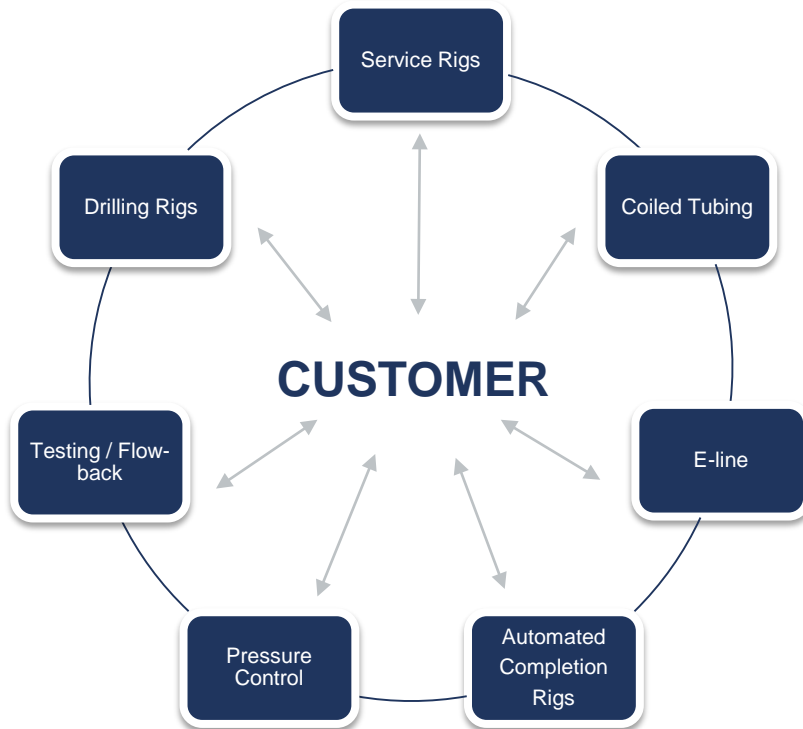 Service Rigs
Drilling Rigs
Coiled Tubing
CUSTOMER
Testing / Flow-
back
E-line
Pressure
Control
Automated
Completion
Rigs